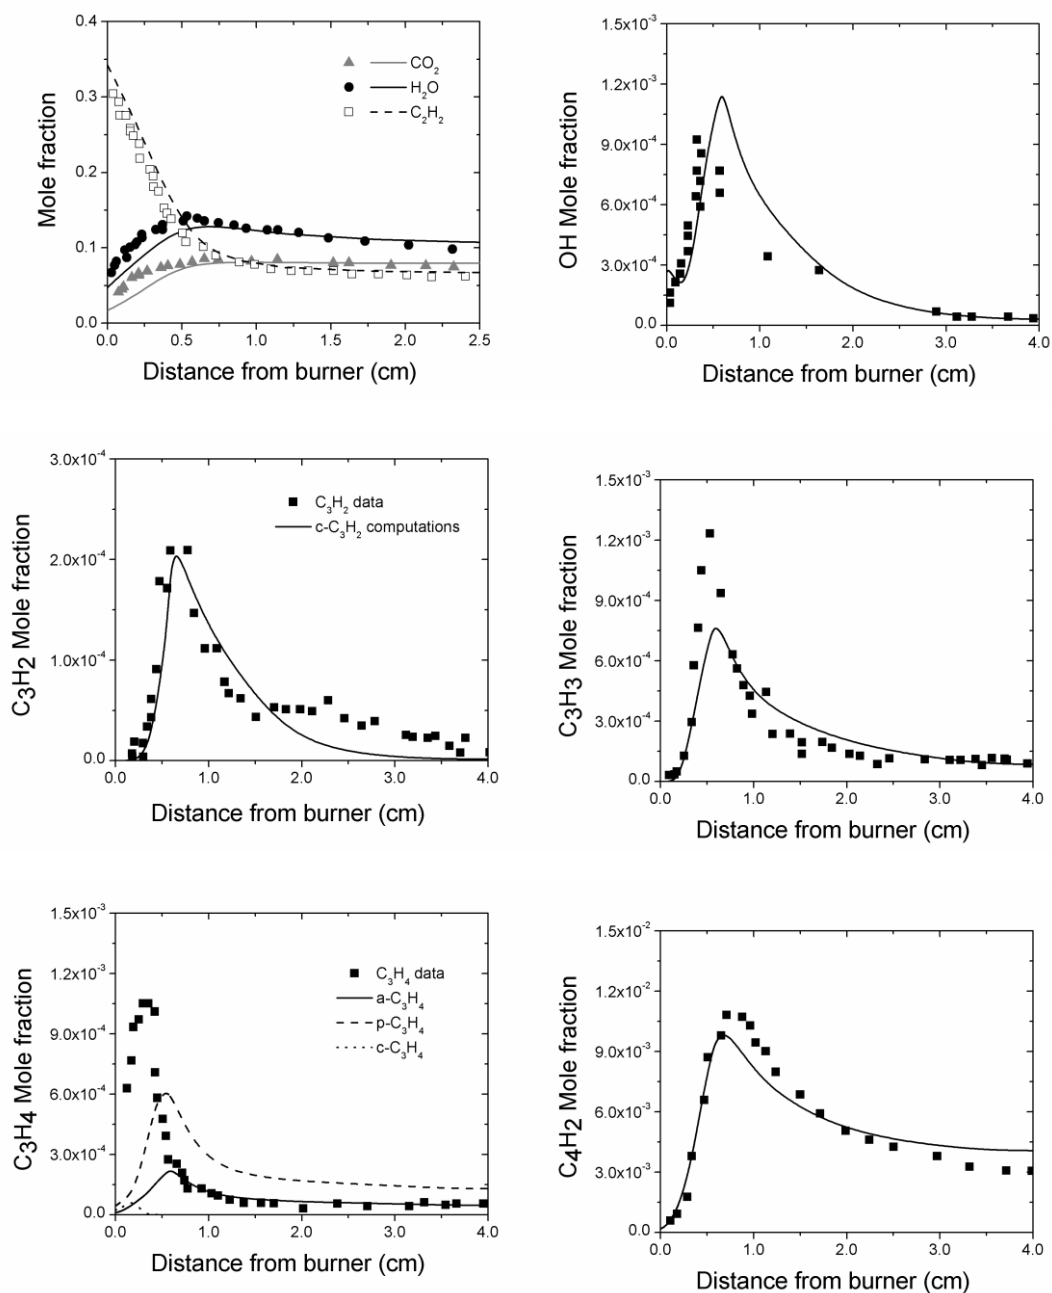 0.4
0.3
0.2
0.1
0.0
Mole fraction
CO₂
H₂O
C₂H₂
0.0 0.5 1.0 1.5 2.0 2.5
Distance from burner (cm)
1.5x10⁻³
1.2x10⁻³
9.0x10⁻⁴
6.0x10⁻⁴
3.0x10⁻⁴
0.0
OH Mole fraction
0.0 1.0 2.0 3.0 4.0
Distance from burner (cm)
3.0x10⁻⁴
2.0x10⁻⁴
1.0x10⁻⁴
0.0
C₃H₂ Mole fraction
C₃H₂ data
c-C₃H₂ computations
0.0 1.0 2.0 3.0 4.0
Distance from burner (cm)
1.5x10⁻³
1.2x10⁻³
9.0x10⁻⁴
6.0x10⁻⁴
3.0x10⁻⁴
0.0
C₃H₃ Mole fraction
0.0 1.0 2.0 3.0 4.0
Distance from burner (cm)
1.5x10⁻³
1.2x10⁻³
9.0x10⁻⁴
6.0x10⁻⁴
3.0x10⁻⁴
0.0
C₃H₄ Mole fraction
C₃H₄ data
a-C₃H₄
p-C₃H₄
c-C₃H₄
0.0 1.0 2.0 3.0 4.0
Distance from burner (cm)
1.5x10⁻²
1.2x10⁻²
9.0x10⁻³
6.0x10⁻³
3.0x10⁻³
0.0
C₄H₂ Mole fraction
0.0 1.0 2.0 3.0 4.0
Distance from burner (cm)